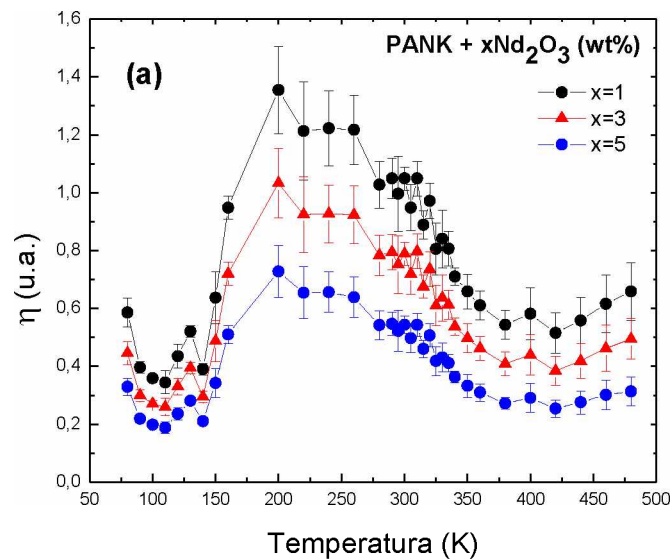 PANK + xNd₂O₃ (wt%)
(a)
x=1
x=3
x=5
1,6
1,4
1,2
1,0
0,8
0,6
0,4
0,2
0,0
η (u.a.)
50 100 150 200 250 300 350 400 450 500
Temperatura (K)